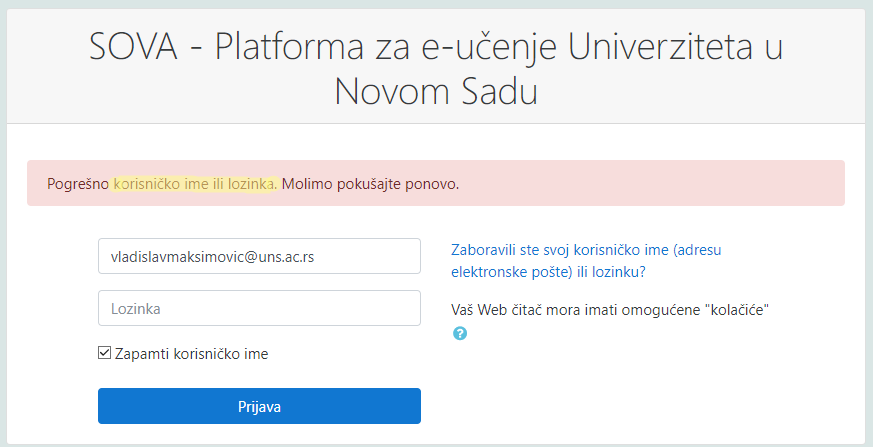 SOVA - Platforma za e-učenje Univerziteta u
Novom Sadu
Pogrešno korisničko ime ili lozinka. Molimo pokušajte ponovo.
vladislavmaksimovic@uns.ac.rs
Lozinka
Zapamti korisničko ime
Prijava
Zaboravili ste svoj korisničko ime (adresu
elektronske pošte) ili lozinku?
Vaš Web čitač mora imati omogućene "kolačiće"
?